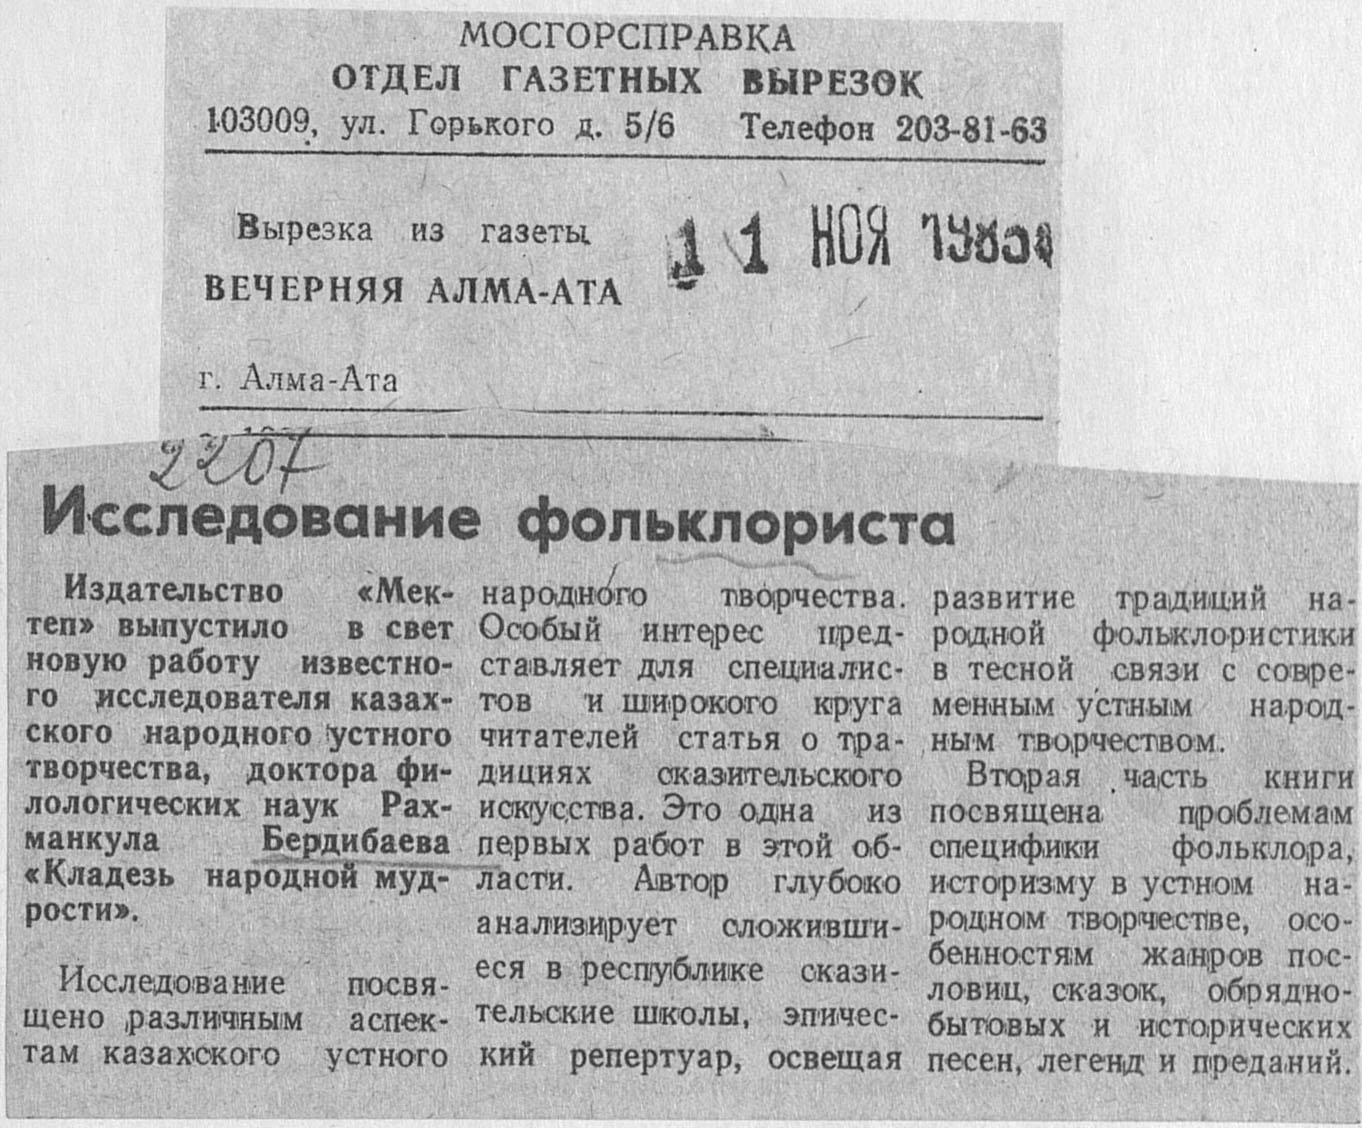 МОСГОРСПРАВКА
ОТДЕЛ ГАЗЕТНЫХ ВЫРЕЗОК
103009, ул. Горького д. 5/6 Телефон 203-81-63
Вырезка из газеты
ВЕЧЕРНЯЯ АЛМА-АТА
11 НОЯ
г. Алма-Ата
2207
Исследование фольклориста
Издательство «Мек-
теп» выпустило в свет
новую работу известно-
го исследователя казах-
ского народного устного
творчества, доктора фи-
лологических наук Рах-
манкула Бердибаева
«Кладезь народной муд-
рости».
Исследование посвя-
щено различным аспек-
там казахского устного
народного творчества.
Особый интерес пред-
ставляет для специалис-
тов и широкого круга
читателей статья о тра-
дициях сказительского
искусства. Это одна из
первых работ в этой об-
ласти. Автор глубоко
анализирует сложивши-
еся в республике скази-
тельские школы, эпичес-
кий репертуар, освещая
развитие традиций на-
родной фольклористики
в тесной связи с совре-
менным устным народ-
ным творчеством.
Вторая часть книги
посвящена проблемам
специфики фольклора,
историзму в устном на-
родном творчестве, осо-
бенностям жанров пос-
ловиц, сказок, обрядно-
бытовых и исторических
песен, легенд и преданий.